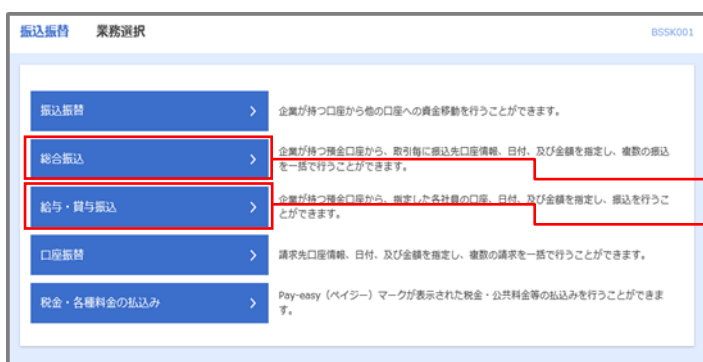 振込振替 業務選択 BSSK001
振込振替 企業が持つ口座から他の口座への資金移動を行うことができます。
総合振込 企業が持つ預金口座から、取引毎に振込先口座情報、日付、及び金額を指定し、複数の振込
を一括で行うことができます。
給与・賞与振込 企業が持つ預金口座から、指定した各社員の口座、日付、及び金額を指定し、振込を行うこ
とができます。
口座振替 請求先口座情報、日付、及び金額を指定し、複数の請求を一括で行うことができます。
税金・各種料金の払込み Pay-easy（ペイジー）マークが表示された税金・公共料金等の払込みを行うことができま
す。